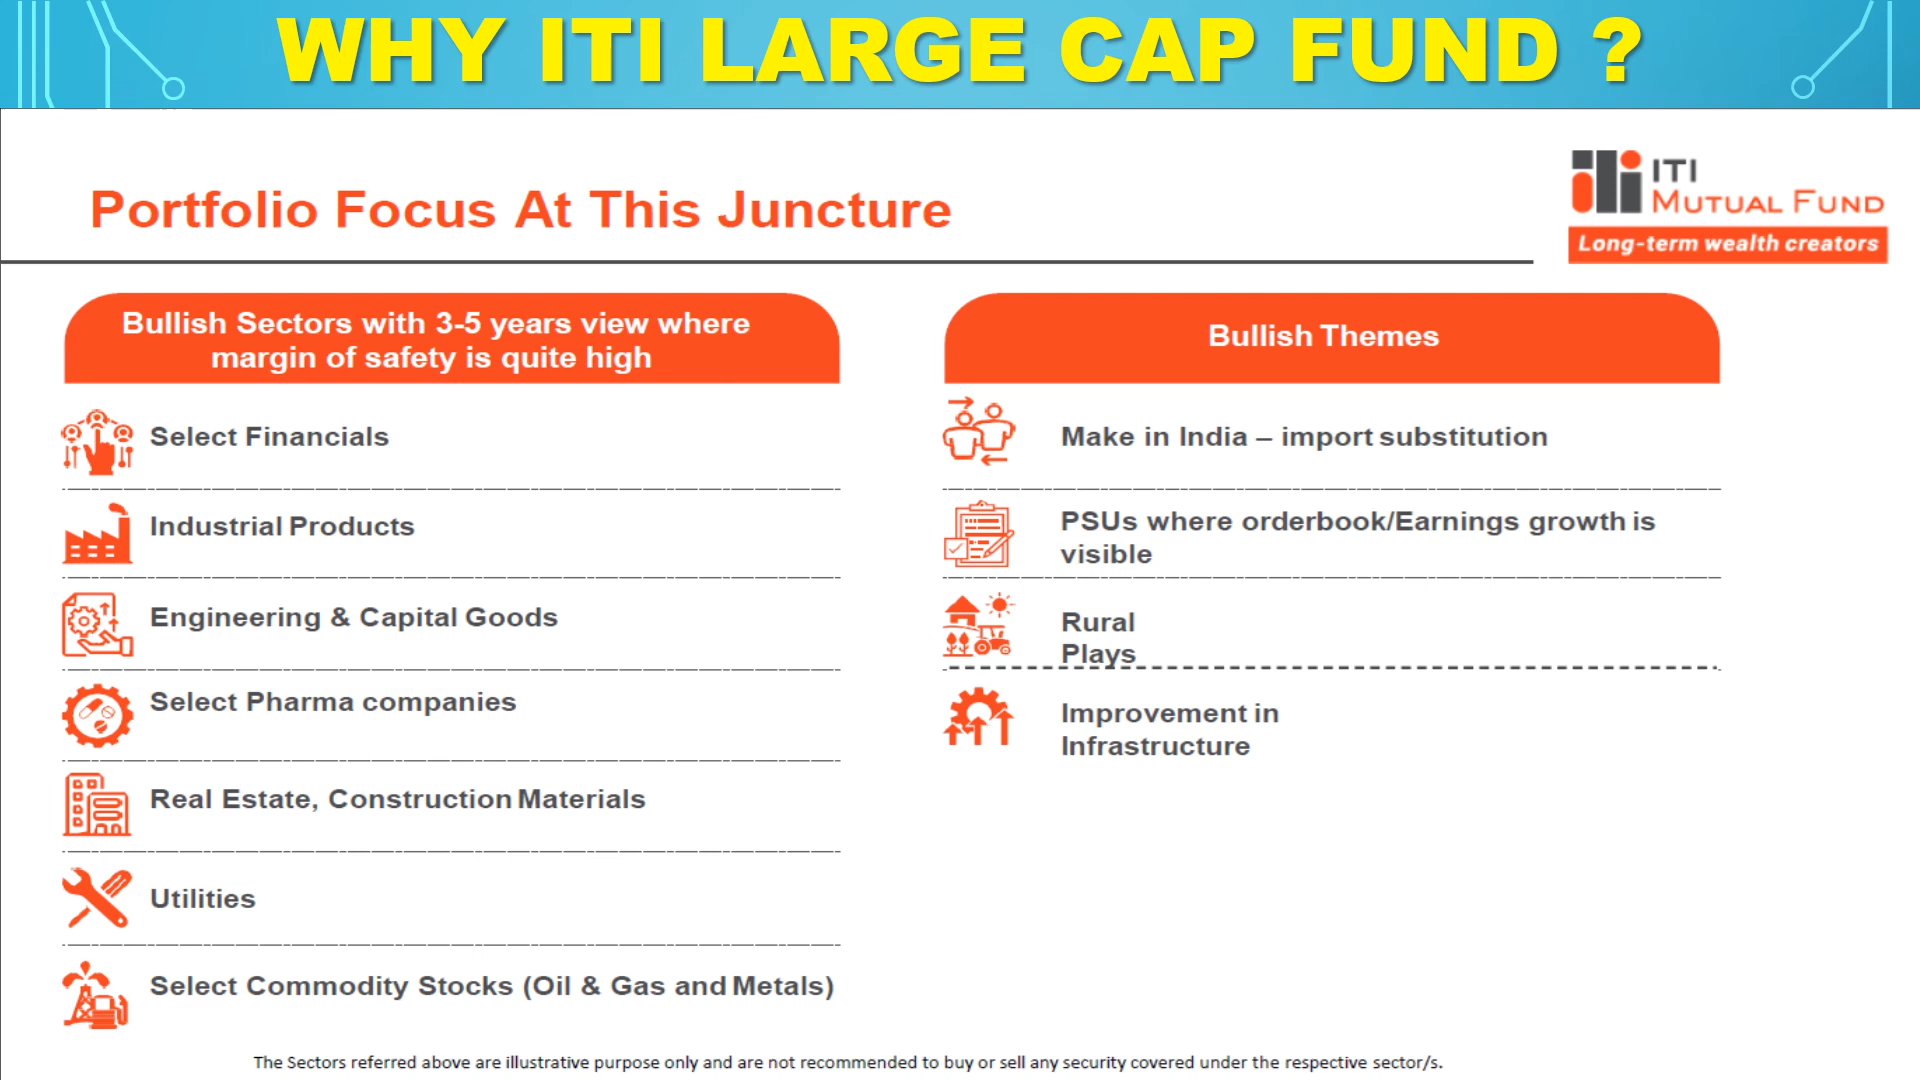 WHY ITI LARGE CAP FUND ?
Portfolio Focus At This Juncture
ITI
MUTUAL FUND
Long-term wealth creators
Bullish Sectors with 3-5 years view where
margin of safety is quite high
Select Financials
Industrial Products
Engineering & Capital Goods
Select Pharma companies
Real Estate, Construction Materials
Utilities
Select Commodity Stocks (Oil & Gas and Metals)
Bullish Themes
Make in India – import substitution
PSUs where orderbook/Earnings growth is
visible
Rural
Plays
Improvement in
Infrastructure
The Sectors referred above are illustrative purpose only and are not recommended to buy or sell any security covered under the respective sector/s.